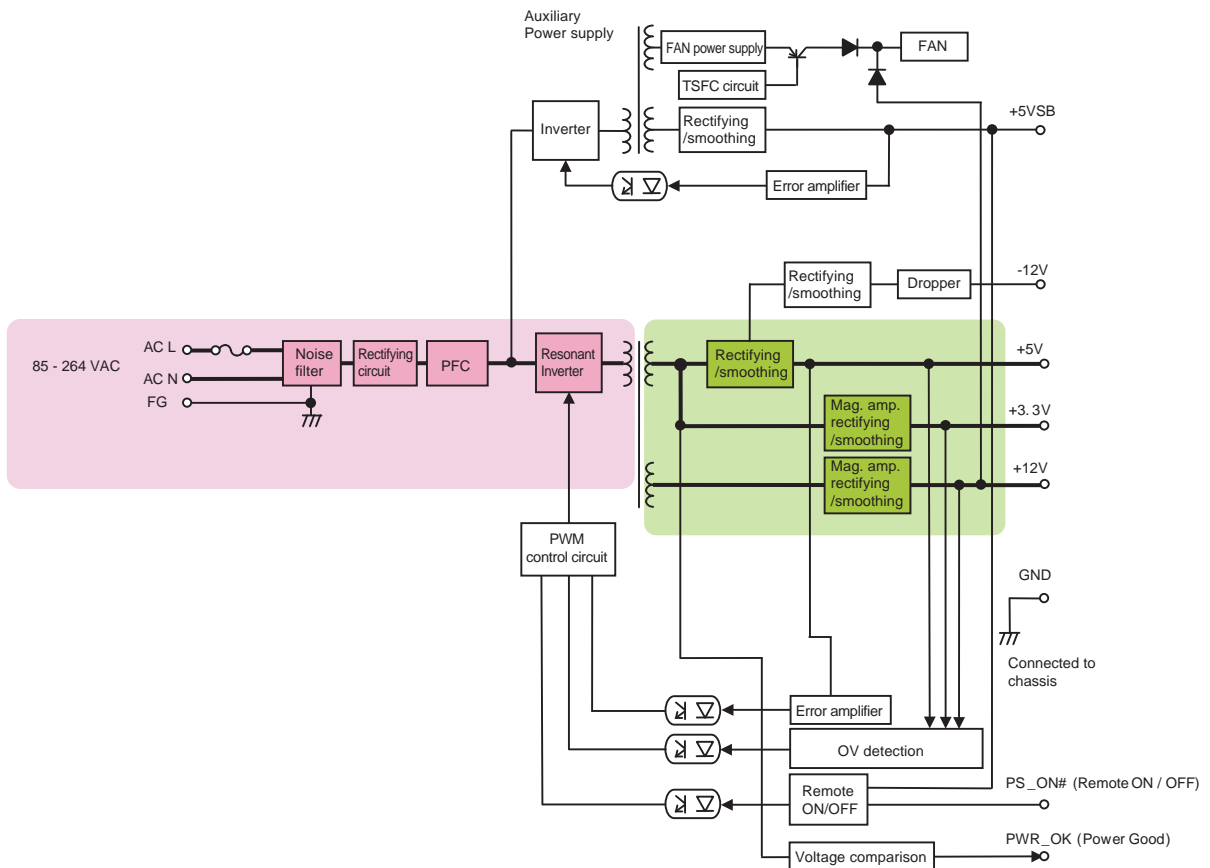 Auxiliary
Power supply
FAN power supply
FAN
TSFC circuit
+5VSB
Inverter
Rectifying
/smoothing
Error amplifier
-12V
Rectifying
/smoothing
Dropper
85 - 264 VAC
AC L
AC N
FG
Noise
filter
Rectifying
circuit
PFC
Resonant
Inverter
Rectifying
/smoothing
+5V
Mag. amp.
rectifying
/smoothing
+3. 3V
Mag. amp.
rectifying
/smoothing
+12V
PWM
control circuit
GND
Connected to
chassis
Error amplifier
OV detection
Remote
ON/OFF
PS_ON# (Remote ON / OFF)
Voltage comparison
PWR_OK (Power Good)